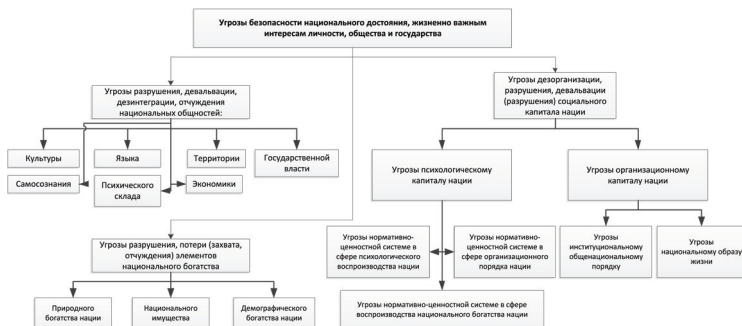 Угрозы безопасности национального достояния, жизненно важным
интересам личности, общества и государства
Угрозы разрушения, девальвации,
дезинтеграции, отчуждения
национальных общностей:
Угрозы дезорганизации,
разрушения, девальвации
(разрушения) социального
капитала нации
Культуры
Языка
Территории
Государственной
власти
Самосознания
Психического
склада
Экономики
Угрозы психологическому
капиталу нации
Угрозы организационному
капиталу нации
Угрозы разрушения, потери (захвата,
отчуждения) элементов
национального богатства
Угрозы нормативно-
ценностной системе в
сфере психологического
воспроизводства нации
Угрозы нормативно-
ценностной системе в
сфере организационного
порядка нации
Угрозы
институциональному
общенациональному
порядку
Угрозы
национальному образу
жизни
Природного
богатства нации
Национального
имущества
Демографического
богатства нации
Угрозы нормативно-ценностной системе в сфере
воспроизводства национального богатства нации